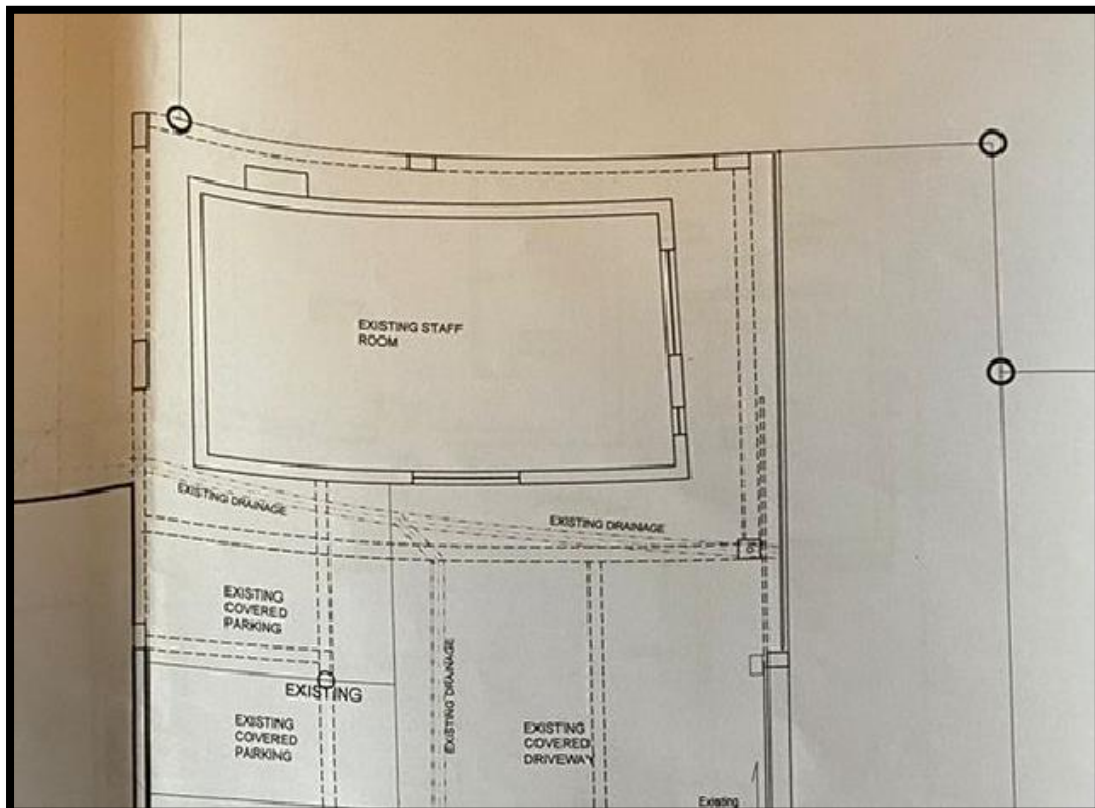 EXISTING STAFF
ROOM
EXISTING DRAINAGE
EXISTING DRAINAGE
EXISTING
COVERED
PARKING
EXISTING DRAINAGE
EXISTING
EXISTING
COVERED
PARKING
EXISTING
COVERED
DRIVEWAY
Existing